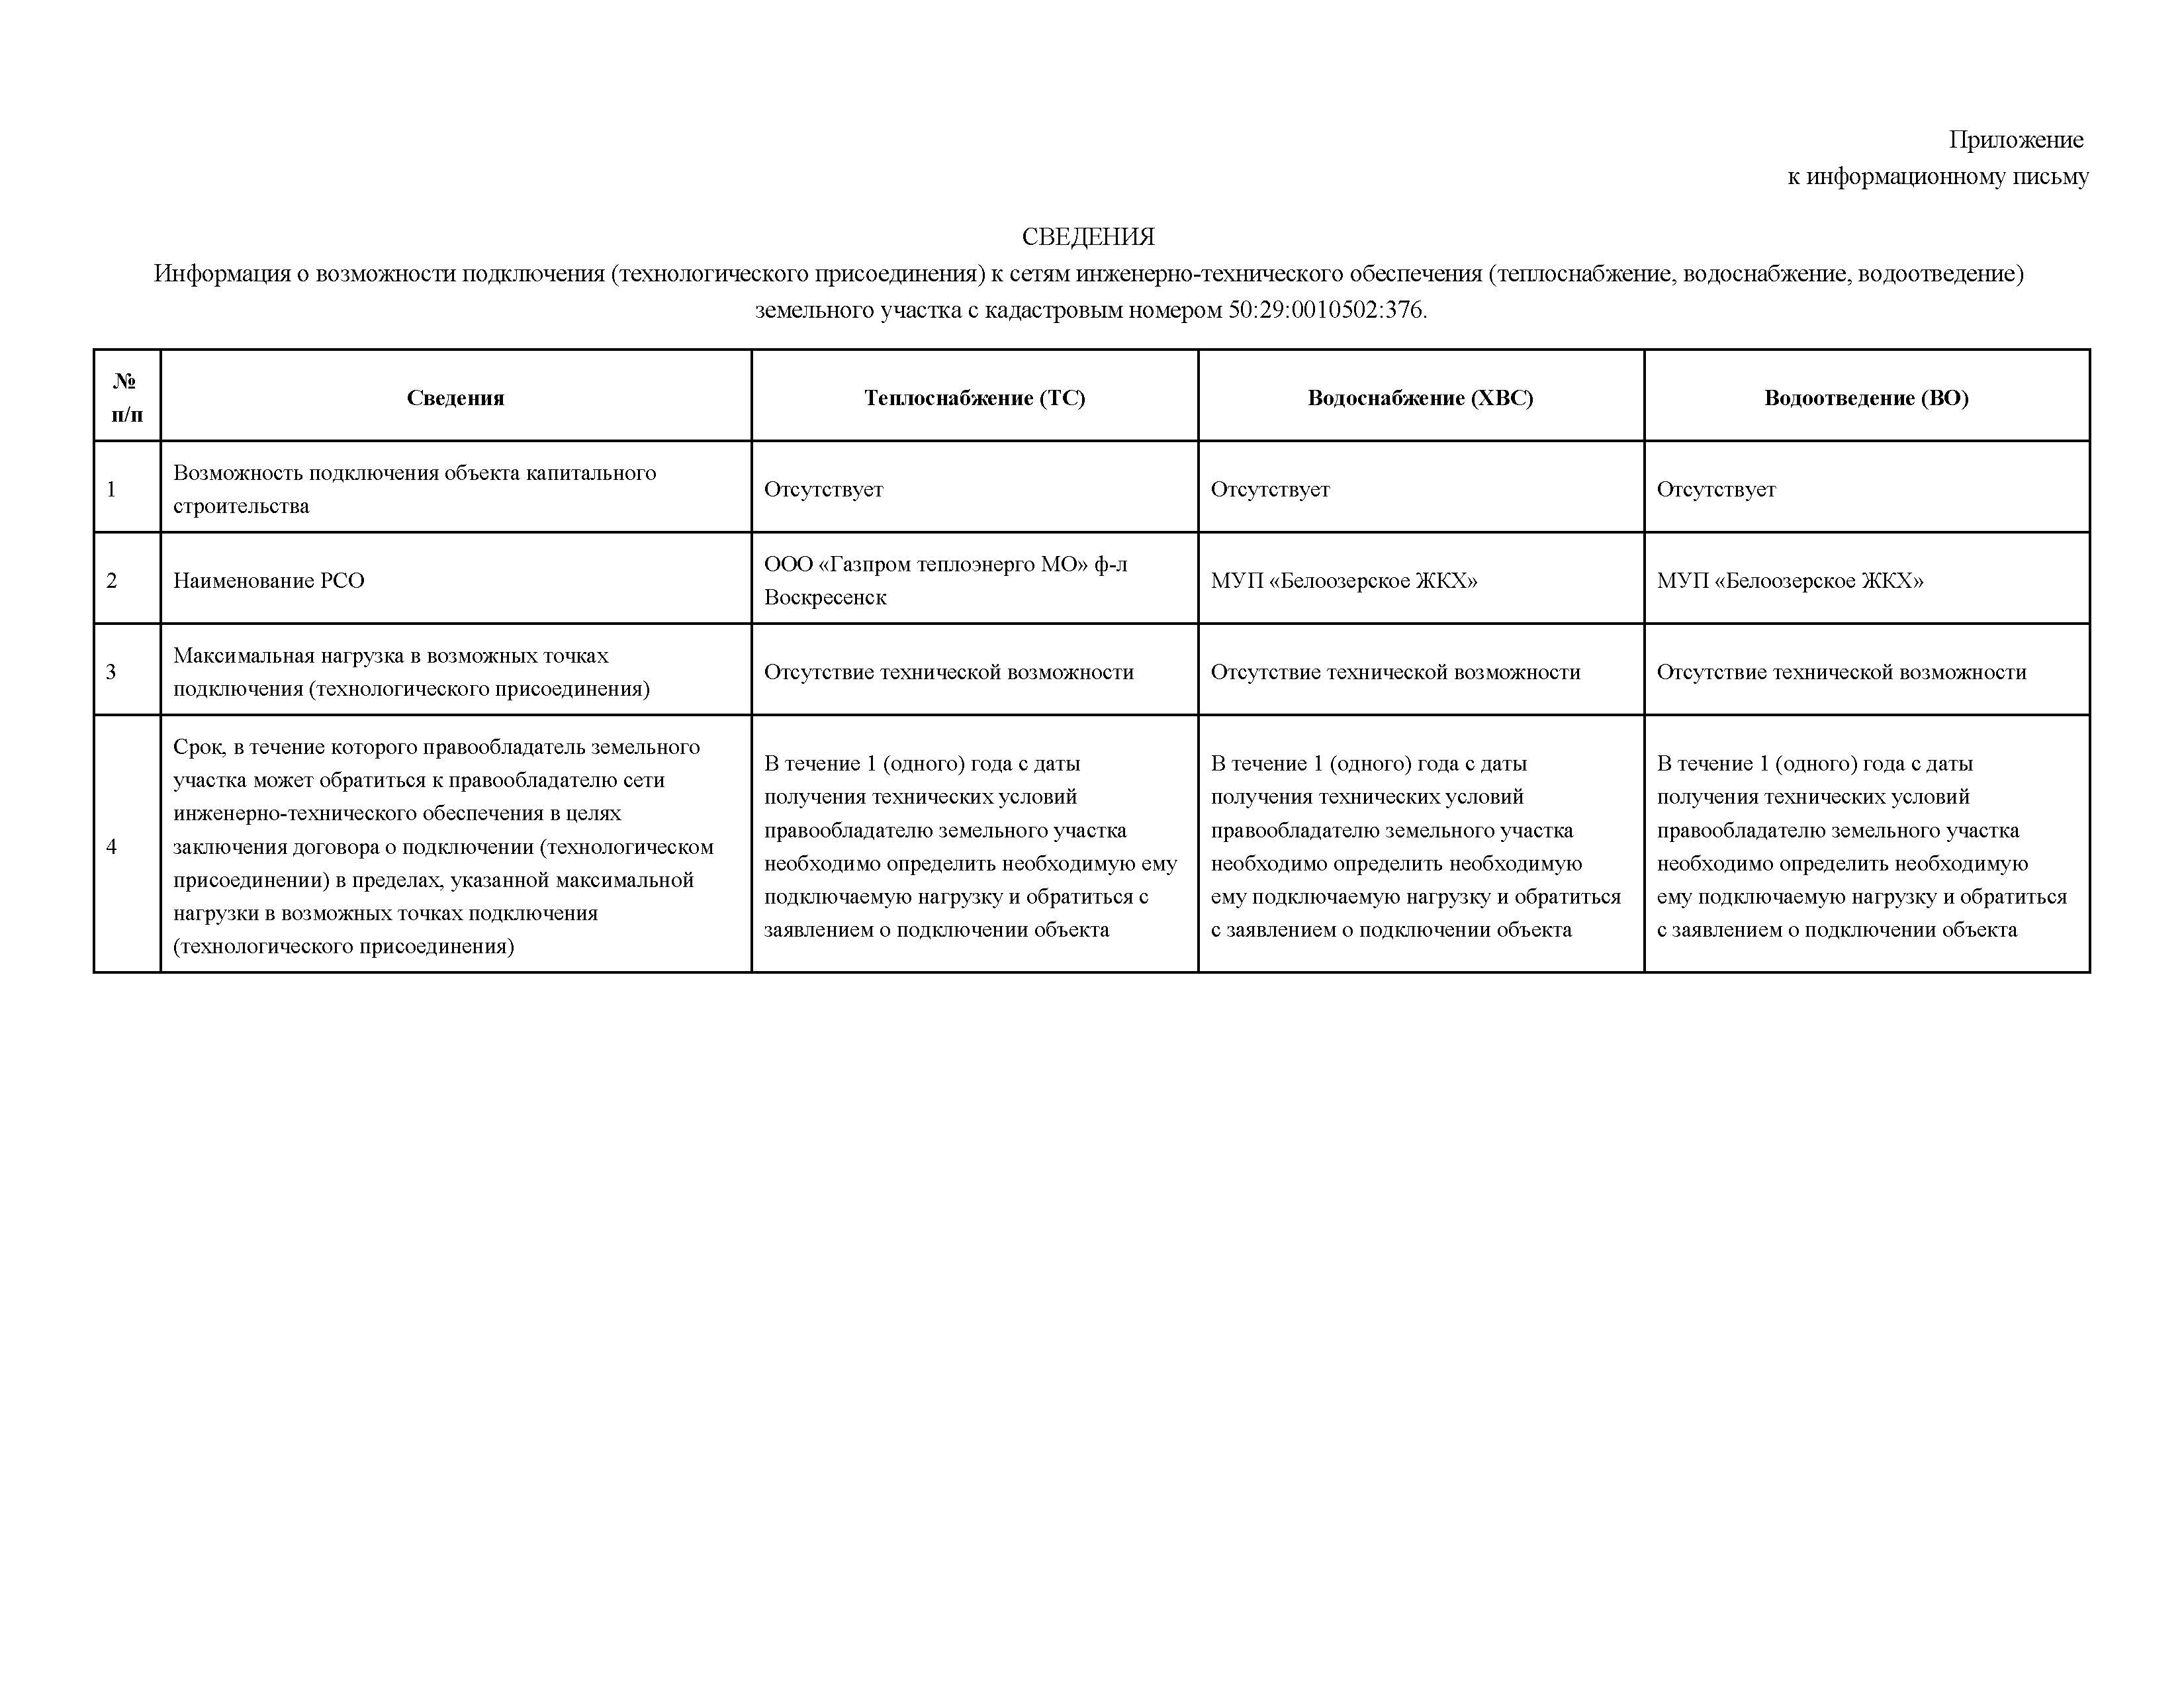 Приложение
к информационному письму
СВЕДЕНИЯ
Информация о возможности подключения (технологического присоединения) к сетям инженерно-технического обеспечения (теплоснабжение, водоснабжение, водоотведение)
земельного участка с кадастровым номером 50:29:0010502:376.
№
п/п
Сведения
Теплоснабжение (ТС)
Водоснабжение (ХВС)
Водоотведение (ВО)
1
Возможность подключения объекта капитального
строительства
Отсутствует
Отсутствует
Отсутствует
2
Наименование РСО
ООО «Газпром теплоэнерго МО» ф-л
Воскресенск
МУП «Белоозерское ЖКХ»
МУП «Белоозерское ЖКХ»
3
Максимальная нагрузка в возможных точках
подключения (технологического присоединения)
Отсутствие технической возможности
Отсутствие технической возможности
Отсутствие технической возможности
4
Срок, в течение которого правообладатель земельного
участка может обратиться к правообладателю сети
инженерно-технического обеспечения в целях
заключения договора о подключении (технологическом
присоединении) в пределах, указанной максимальной
нагрузки в возможных точках подключения
(технологического присоединения)
В течение 1 (одного) года с даты
получения технических условий
правообладателю земельного участка
необходимо определить необходимую ему
подключаемую нагрузку и обратиться с
заявлением о подключении объекта
В течение 1 (одного) года с даты
получения технических условий
правообладателю земельного участка
необходимо определить необходимую
ему подключаемую нагрузку и обратиться
с заявлением о подключении объекта
В течение 1 (одного) года с даты
получения технических условий
правообладателю земельного участка
необходимо определить необходимую
ему подключаемую нагрузку и обратиться
с заявлением о подключении объекта